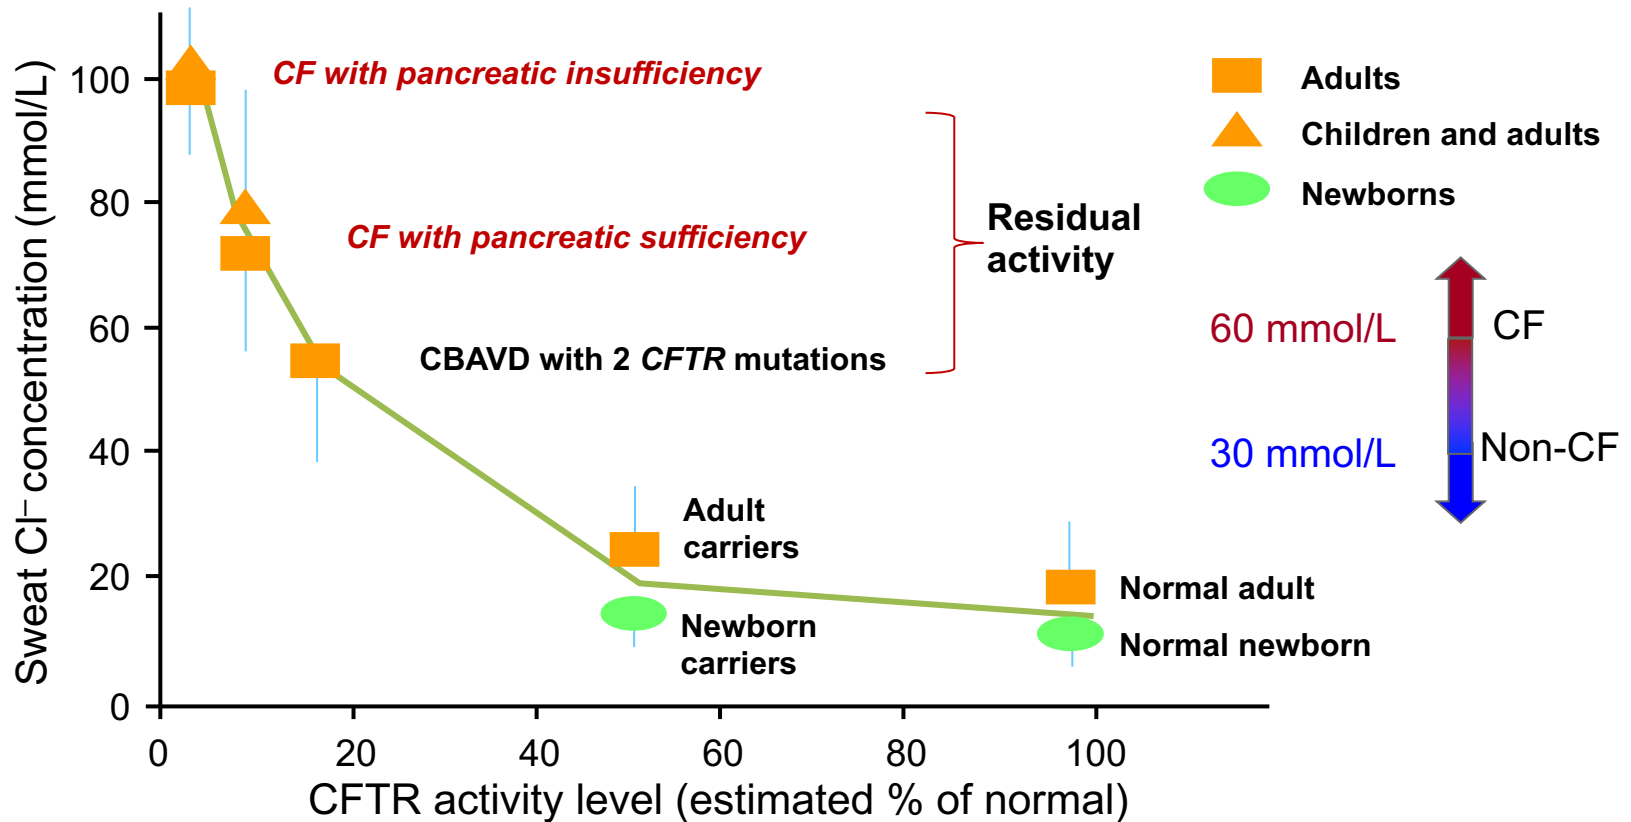 Sweat Cl⁻ concentration (mmol/L)
100
80
60
40
20
0
0
20
40
60
80
100
CFTR activity level (estimated % of normal)
CF with pancreatic insufficiency
CF with pancreatic sufficiency
CBAVD with 2 CFTR mutations
Residual
activity
Adult
carriers
Newborn
carriers
Normal adult
Normal newborn
Adults
Children and adults
Newborns
60 mmol/L
CF
30 mmol/L
Non-CF